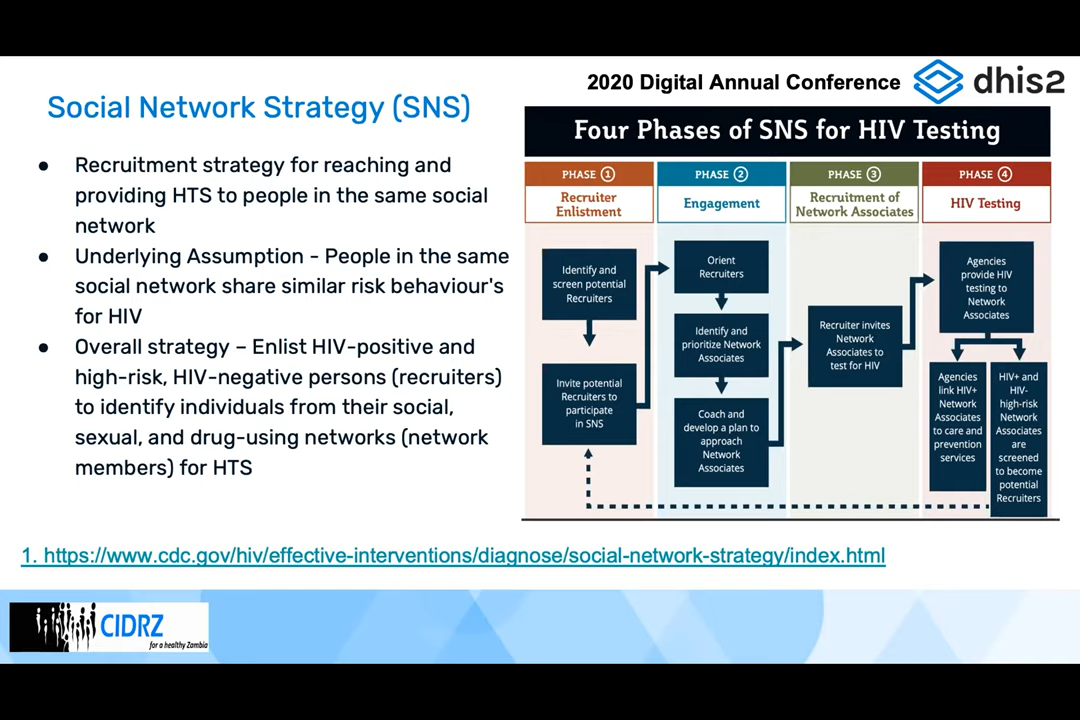 2020 Digital Annual Conference
dhis2
Social Network Strategy (SNS)
● Recruitment strategy for reaching and
providing HTS to people in the same social
network
● Underlying Assumption - People in the same
social network share similar risk behaviour's
for HIV
● Overall strategy – Enlist HIV-positive and
high-risk, HIV-negative persons (recruiters)
to identify individuals from their social,
sexual, and drug-using networks (network
members) for HTS
Four Phases of SNS for HIV Testing
PHASE 1
Recruiter
Enlistment
Identify and
screen potential
Recruiters
Invite potential
Recruiters to
participate
in SNS
PHASE 2
Engagement
Orient
Recruiters
Identify and
prioritize Network
Associates
Coach and
develop a plan to
approach
Network
Associates
PHASE 3
Recruitment of
Network Associates
Recruiter invites
Network
Associates to
test for HIV
PHASE 4
HIV Testing
Agencies
provide HIV
testing to
Network
Associates
Agencies
link HIV+
Network
Associates
to care and
prevention
services
HIV+ and
HIV-
high-risk
Network
Associates
are
screened
to become
potential
Recruiters
1. https://www.cdc.gov/hiv/effective-interventions/diagnose/social-network-strategy/index.html
CIDRZ
for a healthy Zambia